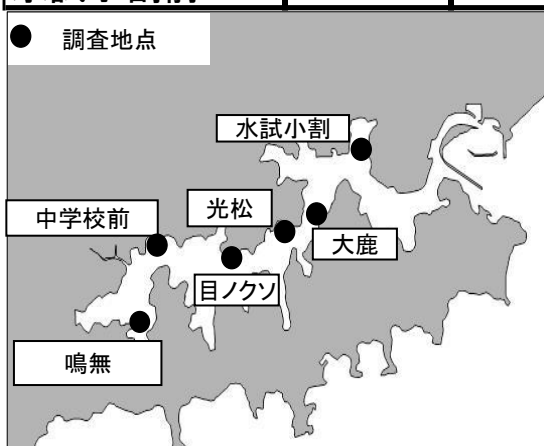 ● 調査地点
水試小割
光松
中学校前
大鹿
目ノクソ
鳴無